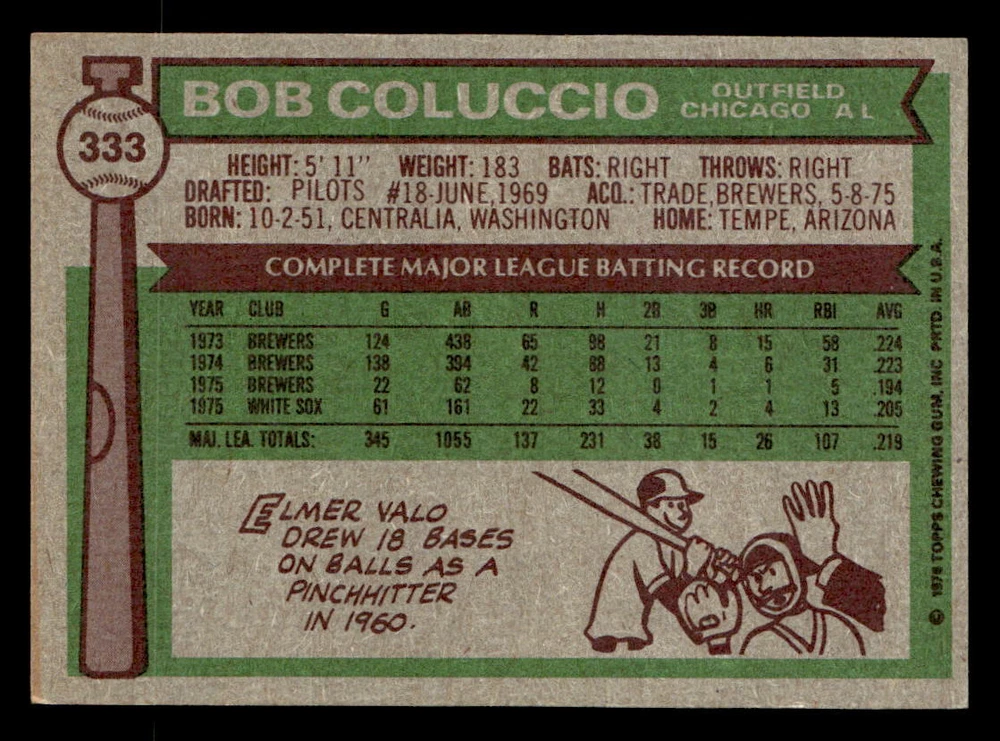 333
BOB COLUCCIO
OUTFIELD
CHICAGO A L
HEIGHT: 5' 11" WEIGHT: 183 BATS: RIGHT THROWS: RIGHT
DRAFTED: PILOTS #18-JUNE,1969 ACQ.: TRADE,BREWERS, 5-8-75
BORN: 10-2-51, CENTRALIA, WASHINGTON HOME: TEMPE, ARIZONA
COMPLETE MAJOR LEAGUE BATTING RECORD
YEAR CLUB G AB R H 2B 3B HR RBI AVG
1973 BREWERS 124 438 65 98 21 8 15 58 .224
1974 BREWERS 138 394 42 88 13 4 6 31 .223
1975 BREWERS 22 62 8 12 0 1 1 5 .194
1975 WHITE SOX 61 161 22 33 4 2 4 13 .205
MAJ. LEA. TOTALS: 345 1055 137 231 38 15 26 107 .219
ELMER VALO
DREW 18 BASES
ON BALLS AS A
PINCHHITTER
IN 1960.
© 1976 TOPPS CHEWING GUM, INC PRTD. IN U.S.A.